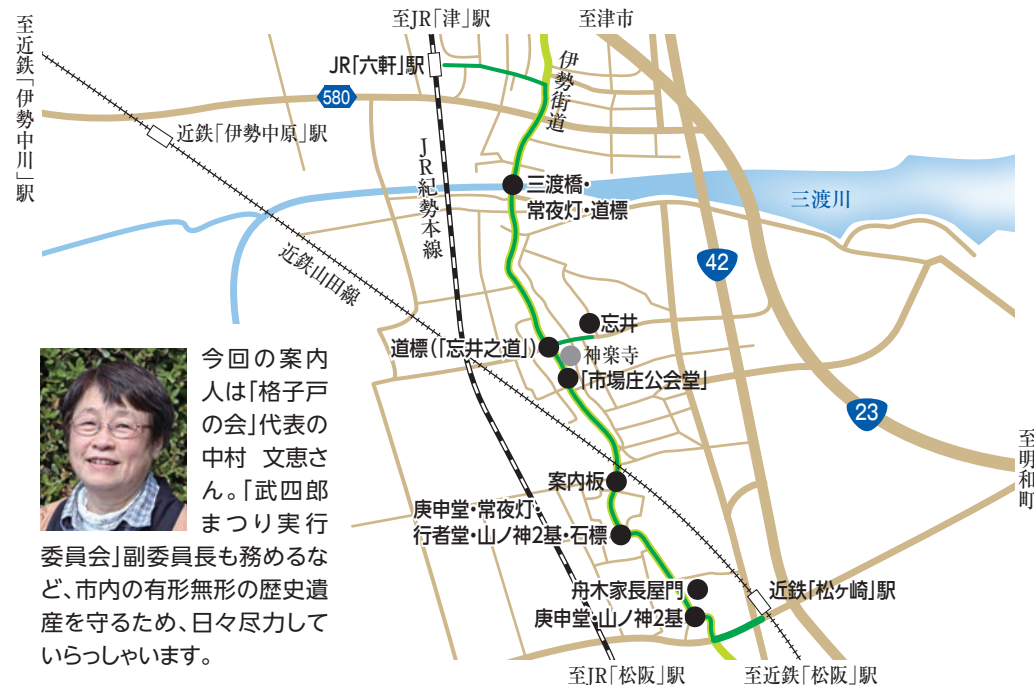 至JR「津」駅
至津市
至近鉄「伊勢中川」駅
JR「六軒」駅
伊勢街道
580
近鉄「伊勢中原」駅
JR紀勢本線
三渡橋・
常夜灯・道標
三渡川
近鉄山田線
42
忘井
道標(「忘井之道」)
神楽寺
「市場庄公会堂」
23
至明和町
案内板
庚申堂・常夜灯・
行者堂・山ノ神2基・石標
舟木家長屋門
近鉄「松ヶ崎」駅
庚申堂・山ノ神2基
至JR「松阪」駅
至近鉄「松阪」駅
今回の案内
人は「格子戸
の会」代表の
中村 文恵さ
ん。「武四郎
まつり実行
委員会」副委員長も務めるな
ど、市内の有形無形の歴史遺
産を守るため、日々尽力して
いらっしゃいます。